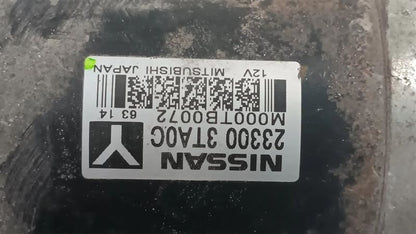 NISSAN
23300 3TA0C
M000TB0072
63 14
12V MITSUBISHI JAPAN